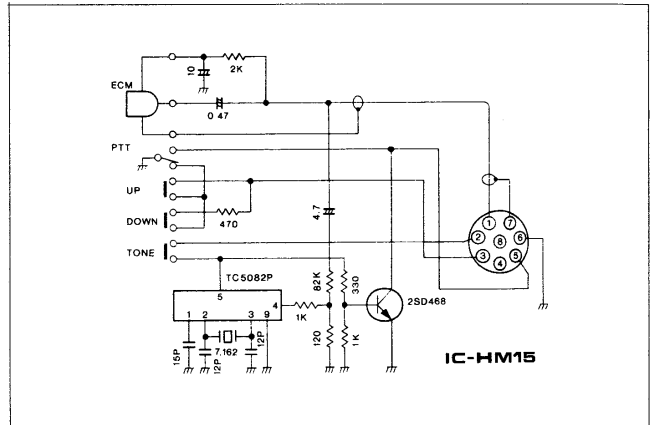 10
2K
ECM
0.47
PTT
UP
DOWN
470
4.7
TONE
1
7
2
8
6
3
4
5
TC5082P
5
82K
330
2SD468
4
1K
1
2
3
9
7.162
15P
12P
12P
120
1K
IC-HM15